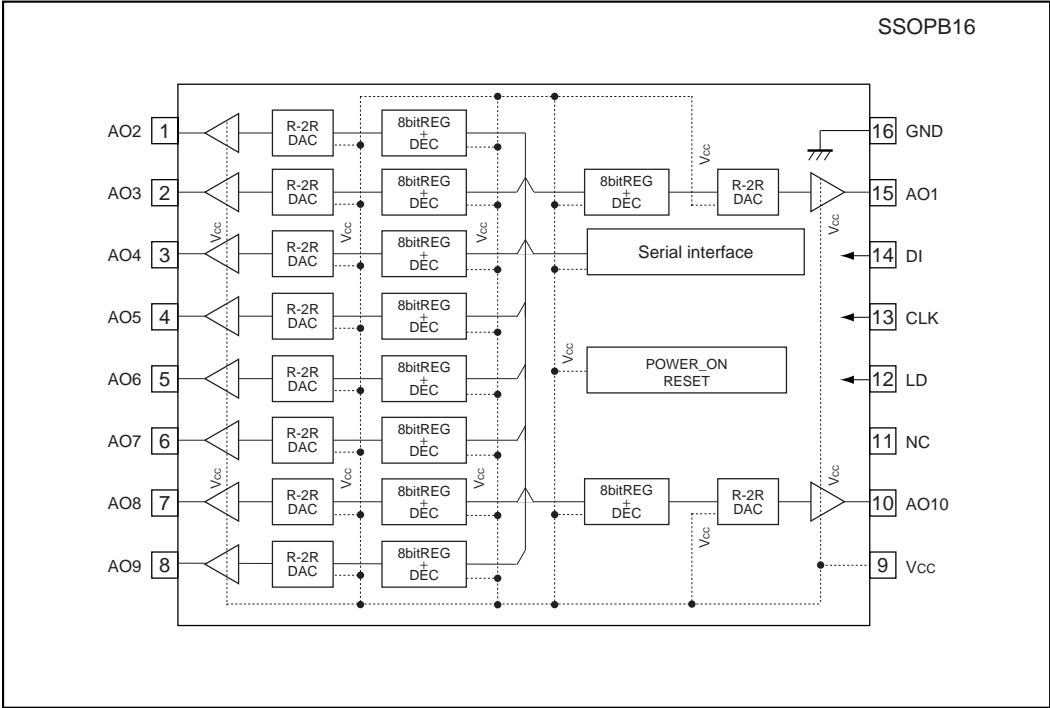 SSOPB16
AO2 1 R-2R DAC 8bitREG + DEC 16 GND
AO3 2 R-2R DAC 8bitREG + DEC 8bitREG + DEC Vcc R-2R DAC 15 AO1
AO4 3 Vcc R-2R DAC Vcc 8bitREG + DEC Vcc Serial interface Vcc 14 DI
AO5 4 R-2R DAC 8bitREG + DEC 13 CLK
AO6 5 R-2R DAC 8bitREG + DEC Vcc POWER_ON RESET 12 LD
AO7 6 R-2R DAC 8bitREG + DEC 11 NC
AO8 7 Vcc R-2R DAC Vcc 8bitREG + DEC Vcc 8bitREG + DEC R-2R DAC Vcc 10 AO10
AO9 8 R-2R DAC 8bitREG + DEC Vcc 9 Vcc